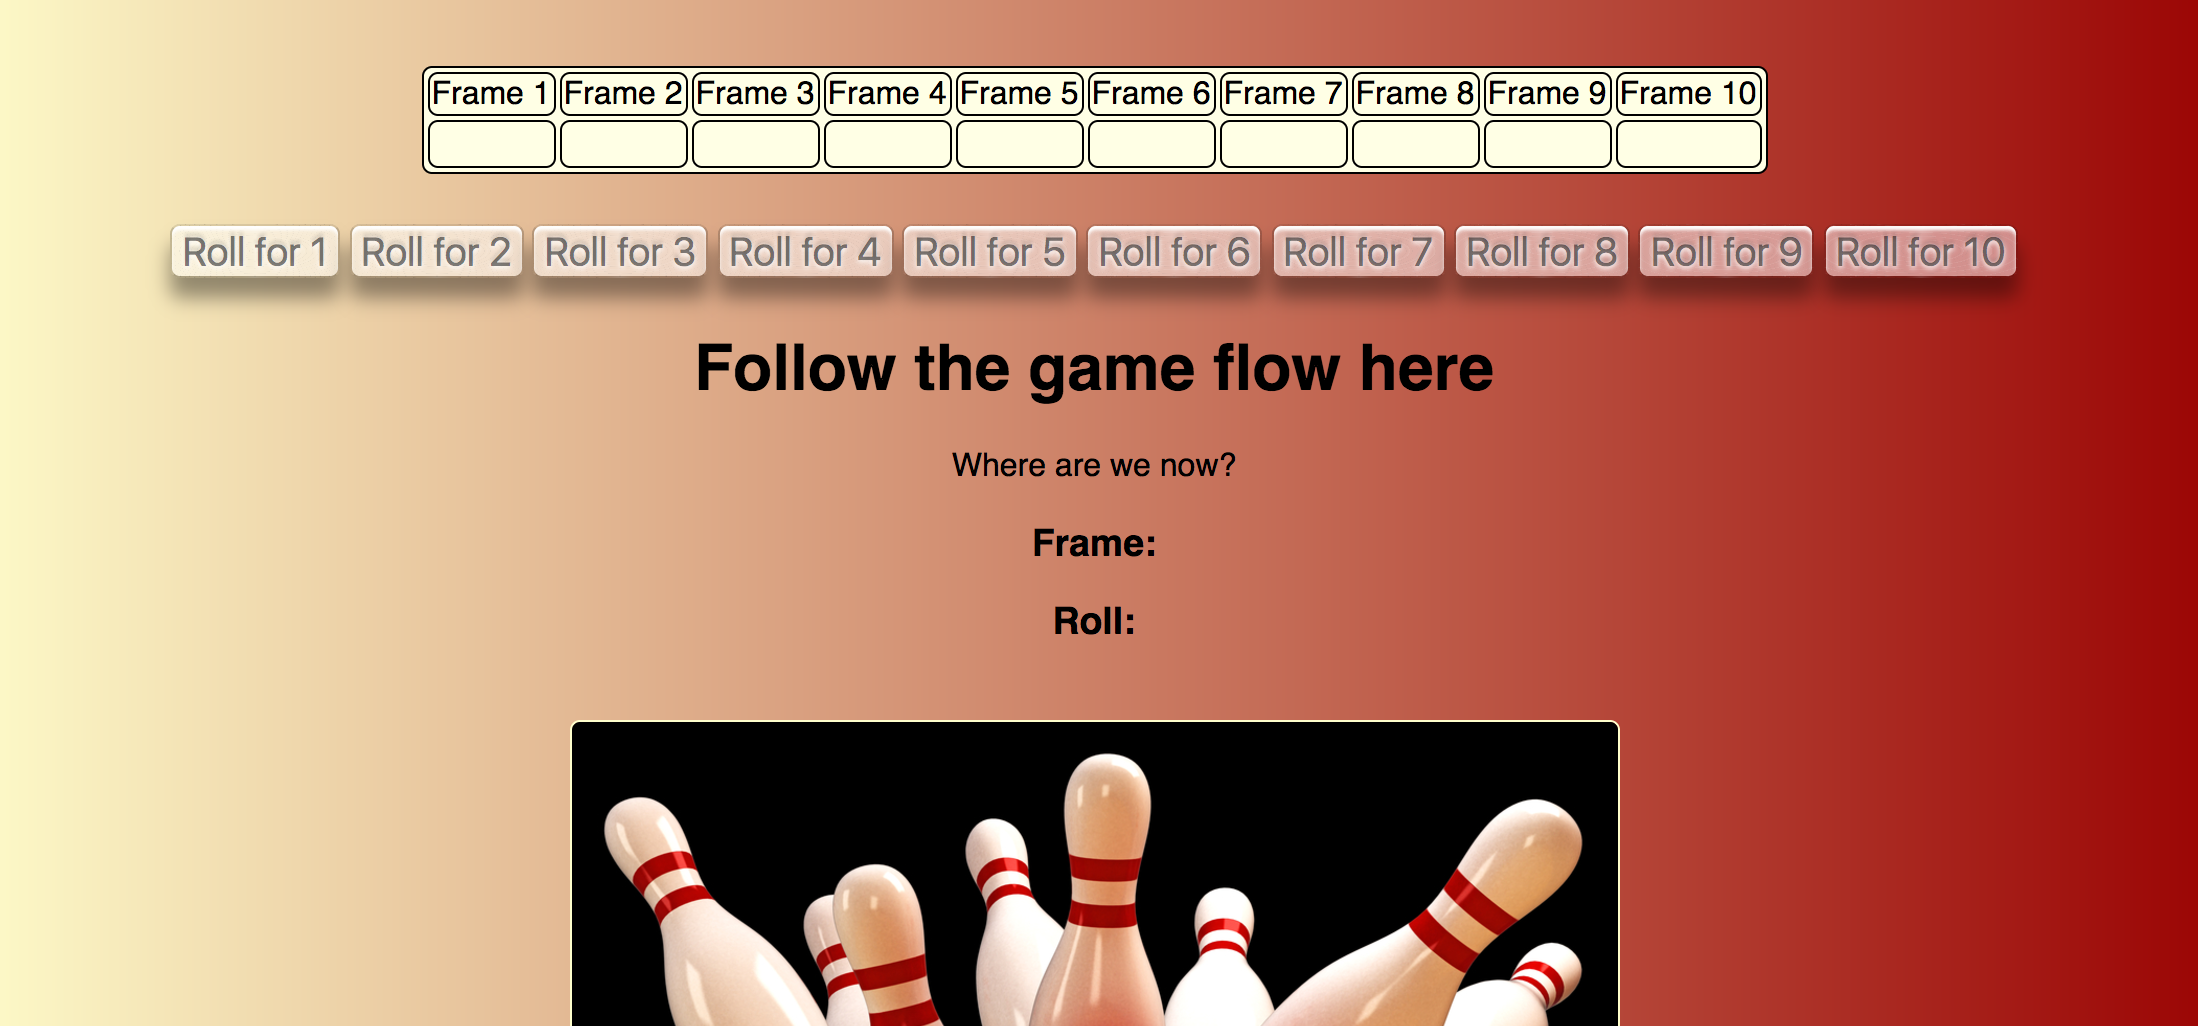 Frame 1 Frame 2 Frame 3 Frame 4 Frame 5 Frame 6 Frame 7 Frame 8 Frame 9 Frame 10
Roll for 1 Roll for 2 Roll for 3 Roll for 4 Roll for 5 Roll for 6 Roll for 7 Roll for 8 Roll for 9 Roll for 10
Follow the game flow here
Where are we now?
Frame:
Roll: